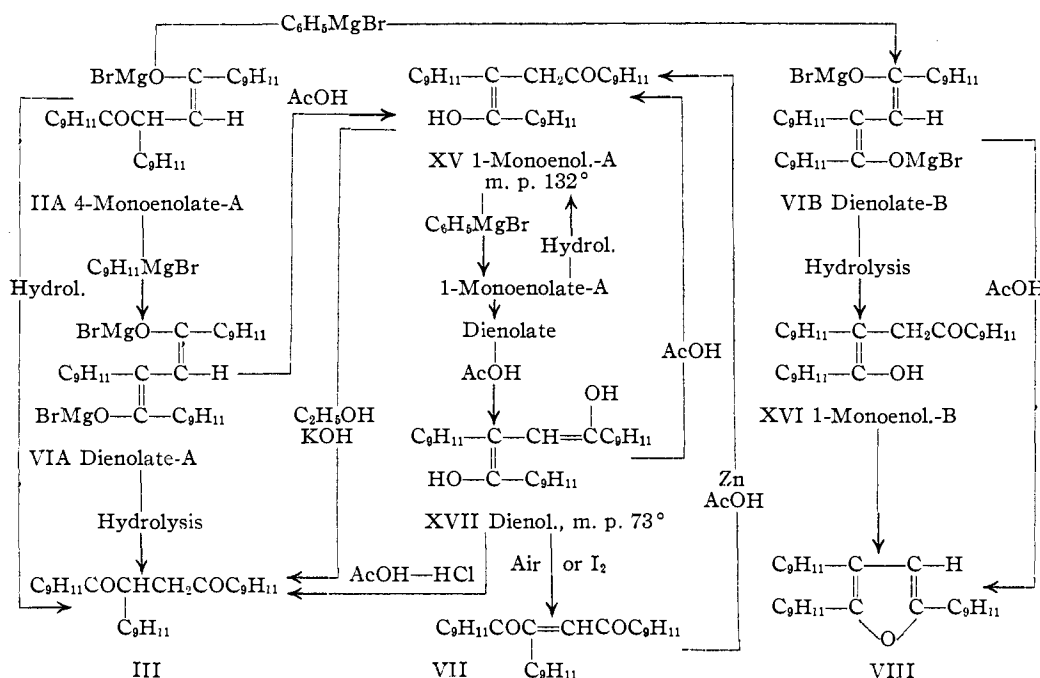 C₆H₅MgBr
BrMgO—C—C₉H₁₁
C₉H₁₁COCH—C—H
C₉H₁₁
IIA 4-Monoenolate-A
AcOH
C₉H₁₁MgBr
Hydrol.
BrMgO—C—C₉H₁₁
C₉H₁₁—C—C—H
BrMgO—C—C₉H₁₁
VIA Dienolate-A
Hydrolysis
C₉H₁₁COCHCH₂COC₉H₁₁
C₉H₁₁
III
C₉H₁₁—C—CH₂COC₉H₁₁
HO—C—C₉H₁₁
XV 1-Monoenol.-A
m. p. 132°
C₆H₅MgBr
Hydrol.
1-Monoenolate-A
Dienolate
AcOH
AcOH
C₂H₅OH
KOH
OH
C₉H₁₁—C—CH=C
C₉H₁₁
HO—C—C₉H₁₁
XVII Dienol., m. p. 73°
AcOH—HCl
Air or I₂
Zn
AcOH
C₉H₁₁COC=CHCOC₉H₁₁
C₉H₁₁
VII
BrMgO—C—C₉H₁₁
C₉H₁₁—C—C—H
C₉H₁₁—C—OMgBr
VIB Dienolate-B
Hydrolysis
AcOH
C₉H₁₁—C—CH₂COC₉H₁₁
C₉H₁₁—C—OH
XVI 1-Monoenol.-B
C₉H₁₁—C—C—H
C₉H₁₁—C C—C₉H₁₁
O
VIII